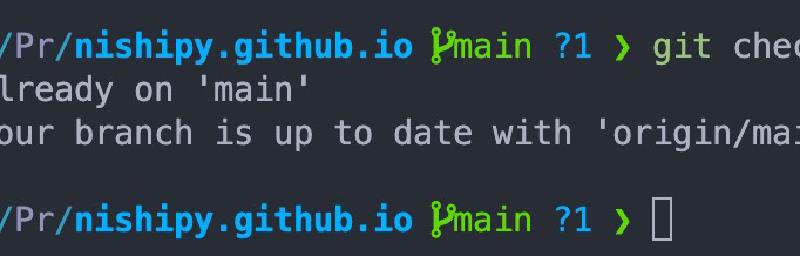 /Pr/nishipy.github.io main ?1 ❯ git chec
lready on 'main'
our branch is up to date with 'origin/mai
/Pr/nishipy.github.io main ?1 ❯